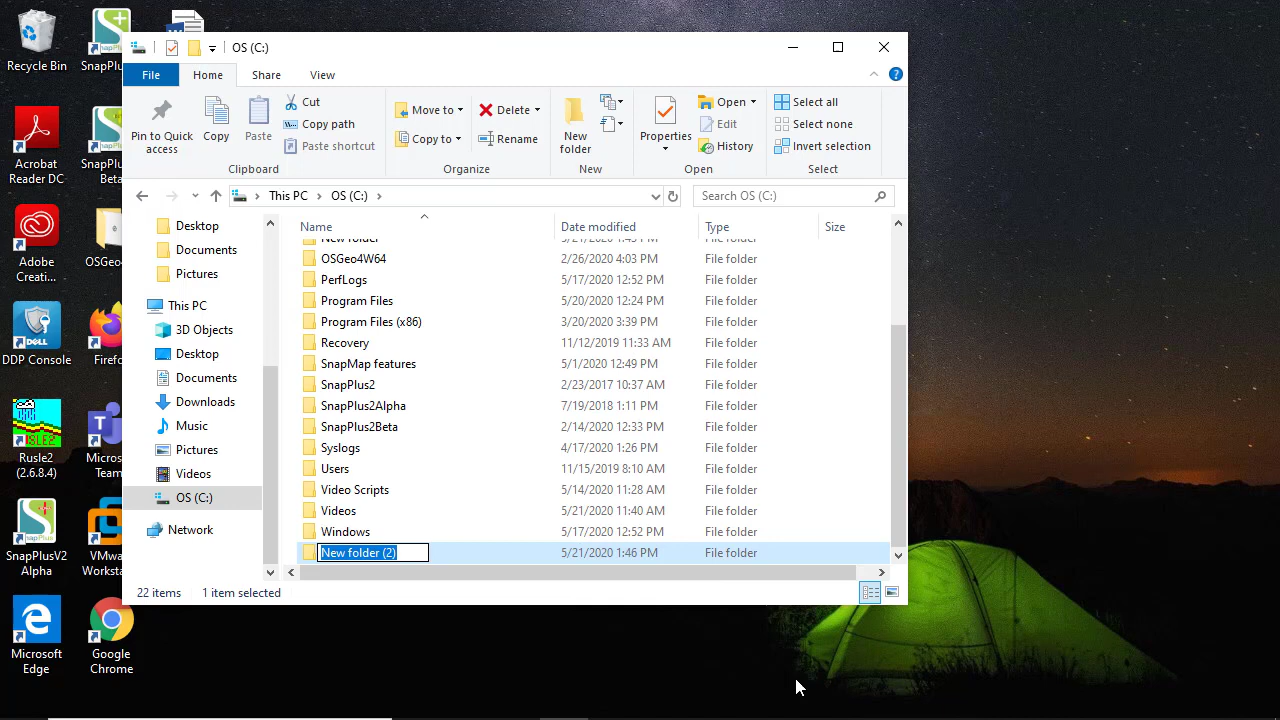 Recycle Bin
SnapPlu
OS (C:)
File
Home
Share
View
Pin to Quick
access
Copy
Paste
Cut
Copy path
Paste shortcut
Clipboard
Move to
Copy to
Delete
Rename
Organize
New
folder
New
Properties
Open
Edit
History
Open
Select all
Select none
Invert selection
Select
This PC
OS (C:)
Search OS (C:)
Name
Date modified
Type
Size
New folder 5/21/2020 1:45 PM File folder
OSGeo4W64 2/26/2020 4:03 PM File folder
PerfLogs 5/17/2020 12:52 PM File folder
Program Files 5/20/2020 12:24 PM File folder
Program Files (x86) 3/20/2020 3:39 PM File folder
Recovery 11/12/2019 11:33 AM File folder
SnapMap features 5/1/2020 12:49 PM File folder
SnapPlus2 2/23/2017 10:37 AM File folder
SnapPlus2Alpha 7/19/2018 1:11 PM File folder
SnapPlus2Beta 2/14/2020 12:33 PM File folder
Syslogs 4/17/2020 1:26 PM File folder
Users 11/15/2019 8:10 AM File folder
Video Scripts 5/14/2020 11:28 AM File folder
Videos 5/21/2020 11:40 AM File folder
Windows 5/17/2020 12:52 PM File folder
New folder (2) 5/21/2020 1:46 PM File folder
Desktop
Documents
Pictures
This PC
3D Objects
Desktop
Documents
Downloads
Music
Pictures
Videos
OS (C:)
Network
22 items
1 item selected
Acrobat
Reader DC
SnapPlu
Beta
Adobe
Creati...
OSGeo
DDP Console
Firefo
Rusle2
(2.6.8.4)
Micros
Team
SnapPlusV2
Alpha
VMwa
Workst
Microsoft
Edge
Google
Chrome